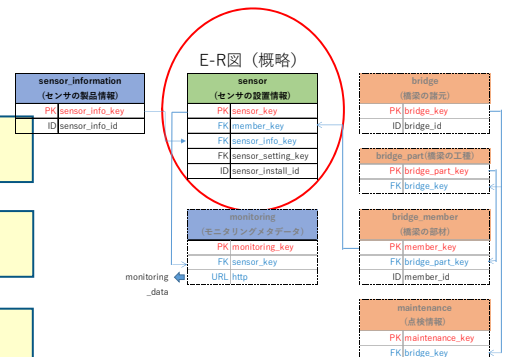 E-R図（概略）
sensor_information
（センサの製品情報）
PK sensor_info_key
ID sensor_info_id
sensor
（センサの設置情報）
PK sensor_key
FK member_key
FK sensor_info_key
FK sensor_setting_key
ID sensor_install_id
monitoring
（モニタリングメタデータ）
PK monitoring_key
FK sensor_key
URL http
monitoring
_data
bridge
（橋梁の諸元）
PK bridge_key
ID bridge_id
bridge_part(橋梁の工種)
PK bridge_part_key
FK bridge_key
bridge_member
（橋梁の部材）
PK member_key
FK bridge_part_key
ID member_id
maintenance
（点検情報）
PK maintenance_key
FK bridge_key